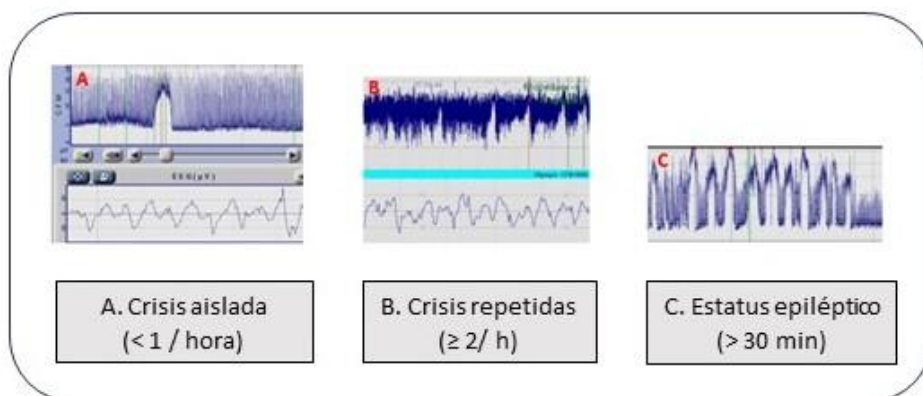 A
B
C
A. Crisis aislada
(< 1 / hora)
B. Crisis repetidas
(≥ 2/ h)
C. Estatus epiléptico
(> 30 min)